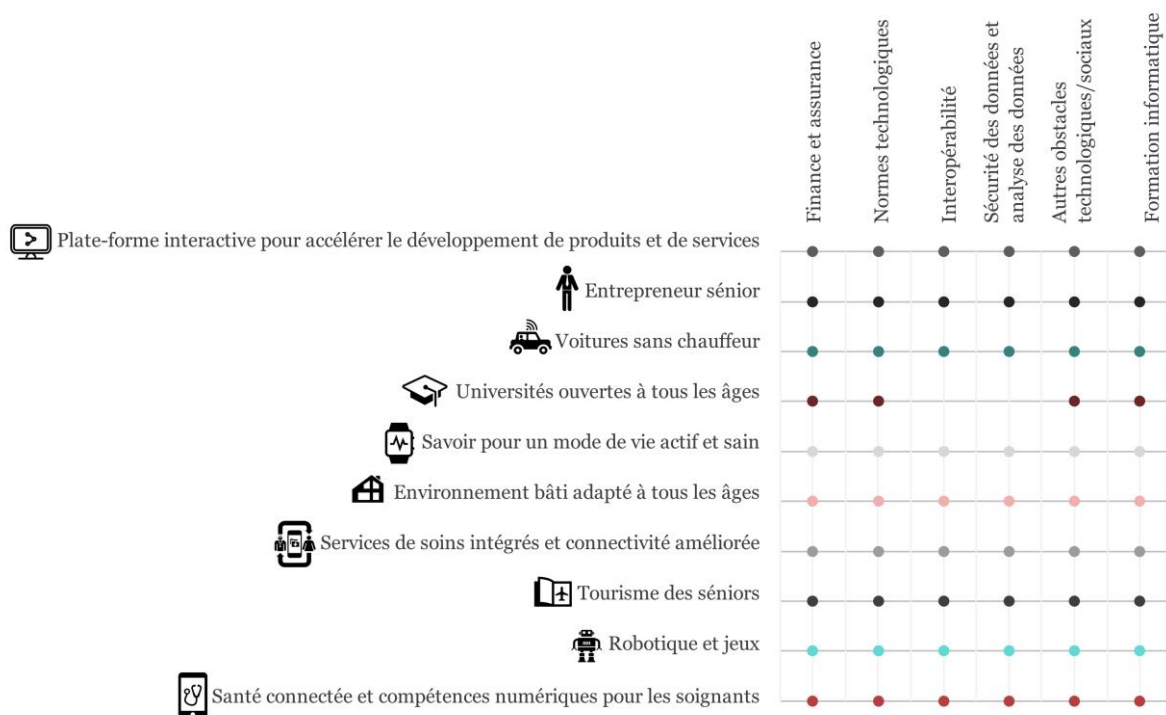 Finance et assurance
Normes technologiques
Interopérabilité
Sécurité des données et
analyse des données
Autres obstacles
technologiques/sociaux
Formation informatique
Plate-forme interactive pour accélérer le développement de produits et de services
Entrepreneur sénior
Voitures sans chauffeur
Universités ouvertes à tous les âges
Savoir pour un mode de vie actif et sain
Environnement bâti adapté à tous les âges
Services de soins intégrés et connectivité améliorée
Tourisme des séniors
Robotique et jeux
Santé connectée et compétences numériques pour les soignants